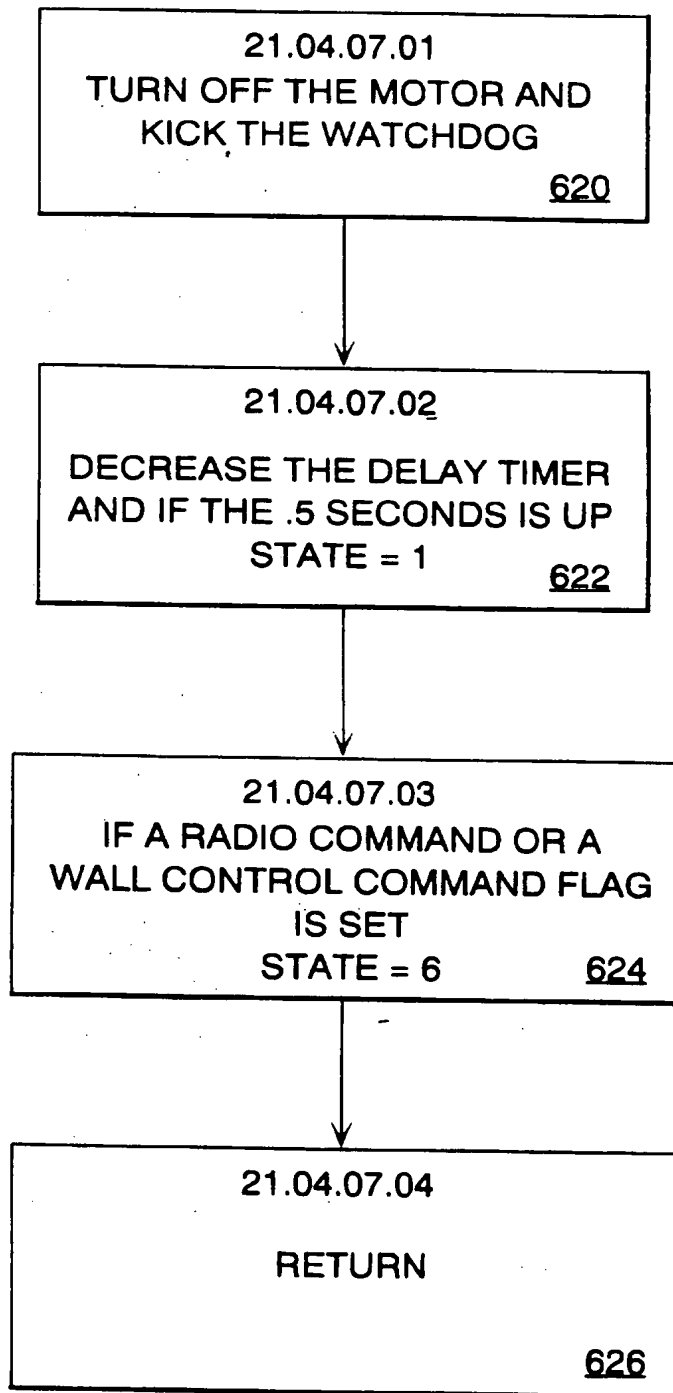 21.04.07.01
TURN OFF THE MOTOR AND
KICK THE WATCHDOG
620
21.04.07.02
DECREASE THE DELAY TIMER
AND IF THE .5 SECONDS IS UP
STATE = 1
622
21.04.07.03
IF A RADIO COMMAND OR A
WALL CONTROL COMMAND FLAG
IS SET
STATE = 6
624
21.04.07.04
RETURN
626